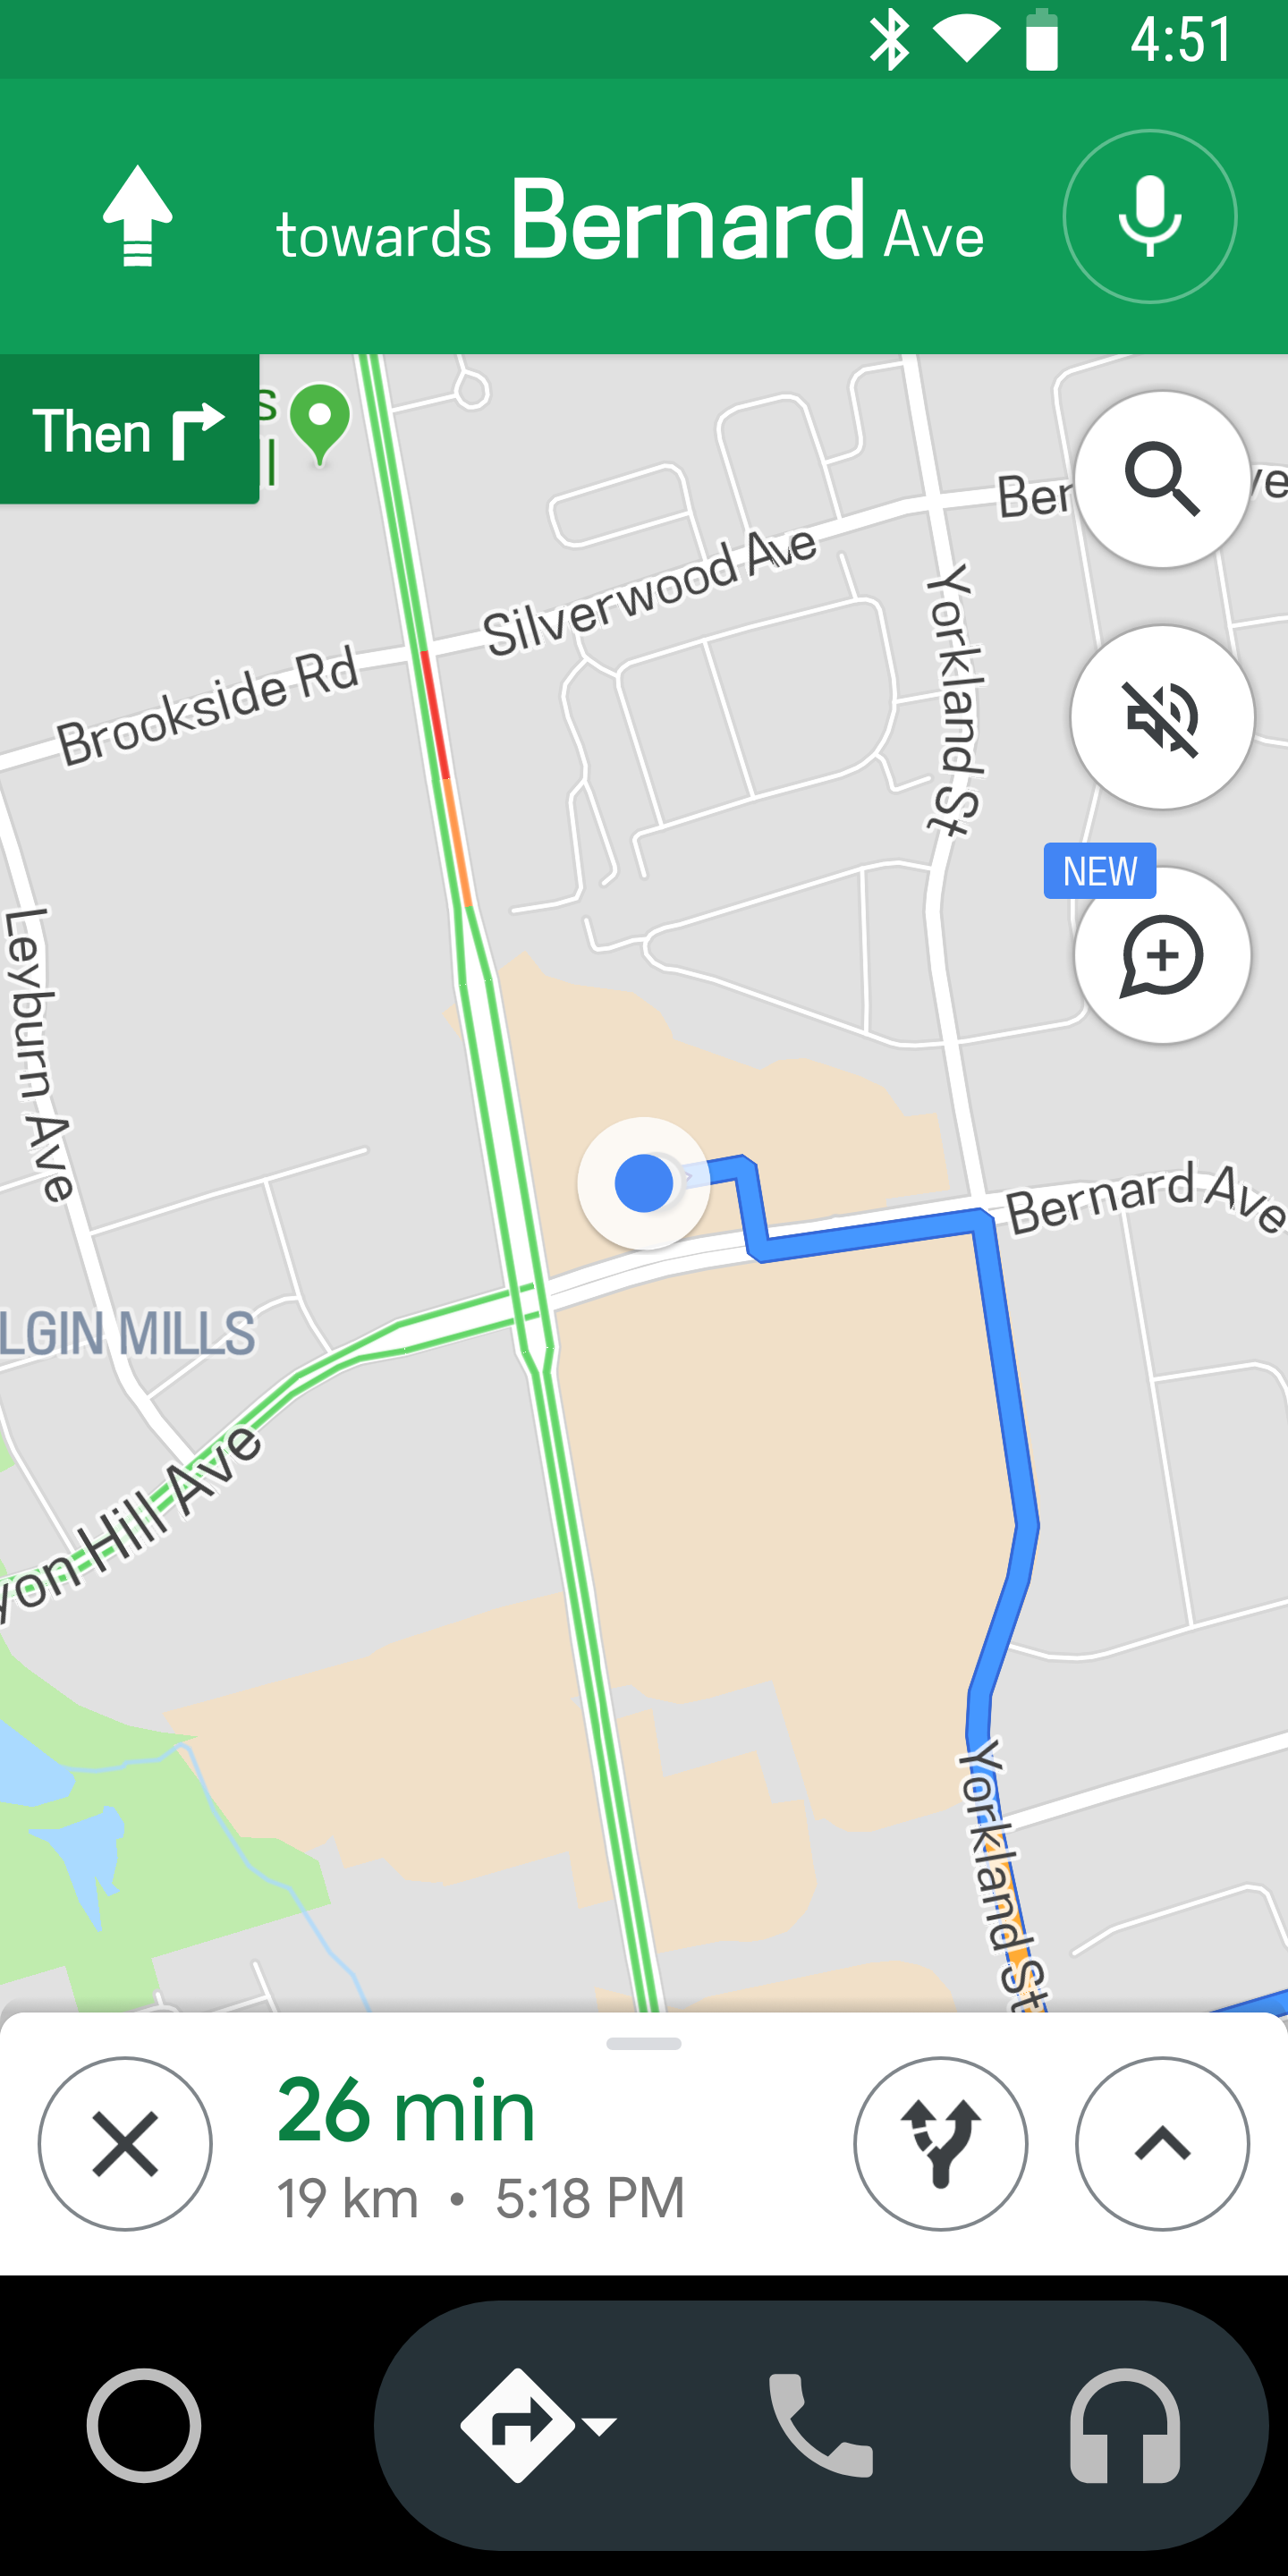 4:51
towards Bernard Ave
Then
Silverwood Ave
Brookside Rd
Yorkland St
NEW
Leyburn Ave
Bernard Ave
LGIN MILLS
yon Hill Ave
Yorkland St
26 min
19 km • 5:18 PM